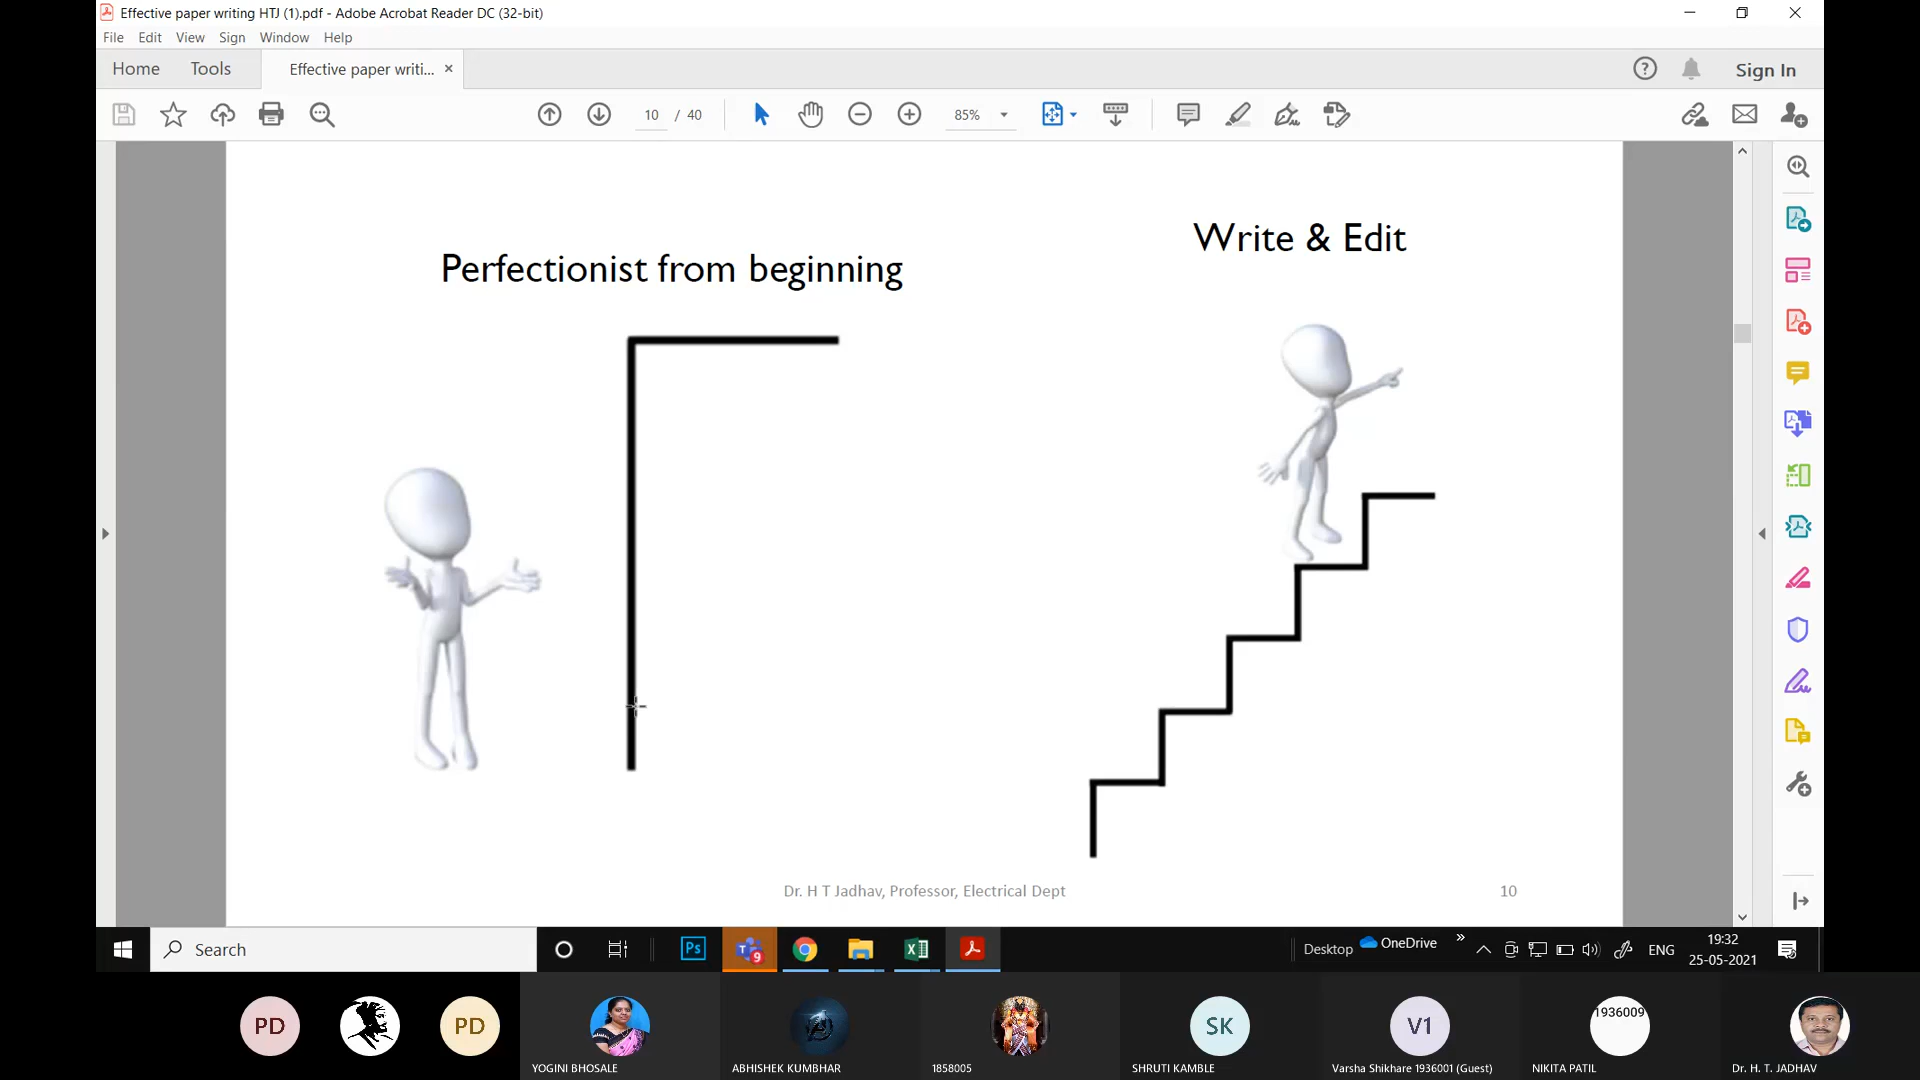 Effective paper writing HTJ (1).pdf - Adobe Acrobat Reader DC (32-bit)
File Edit View Sign Window Help
Home Tools Effective paper writi... × Sign In
10 / 40 85%
Write & Edit
Perfectionist from beginning
Dr. H T Jadhav, Professor, Electrical Dept 10
Search Ps T 9 Desktop OneDrive » ENG 19:32
25-05-2021
PD PD SK V1 1936009
YOGINI BHOSALE ABHISHEK KUMBHAR 1858005 SHRUTI KAMBLE Varsha Shikhare 1936001 (Guest) NIKITA PATIL Dr. H. T. JADHAV